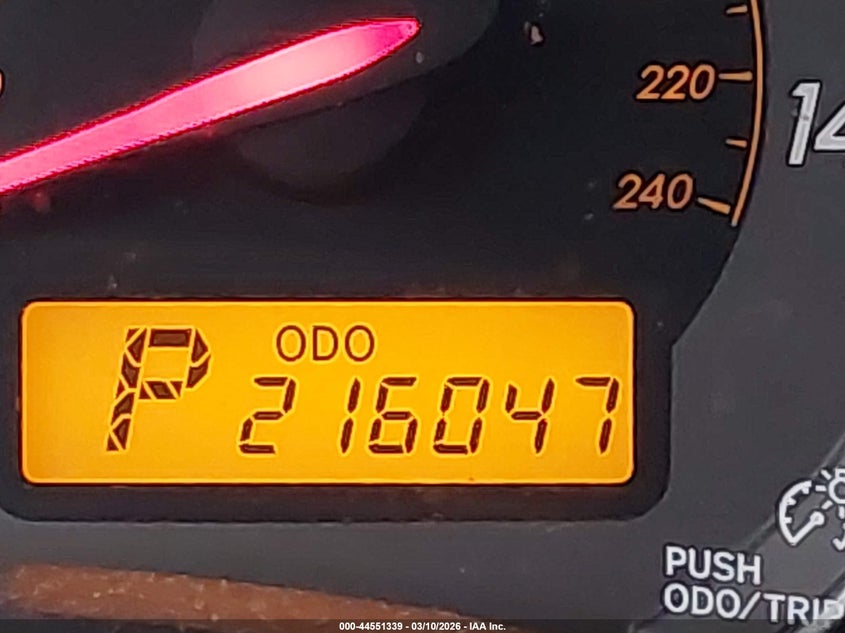 220
14
240
ODO
P 216047
PUSH
ODO/TRIP
000-44551339 - 03/10/2026 - IAA Inc.